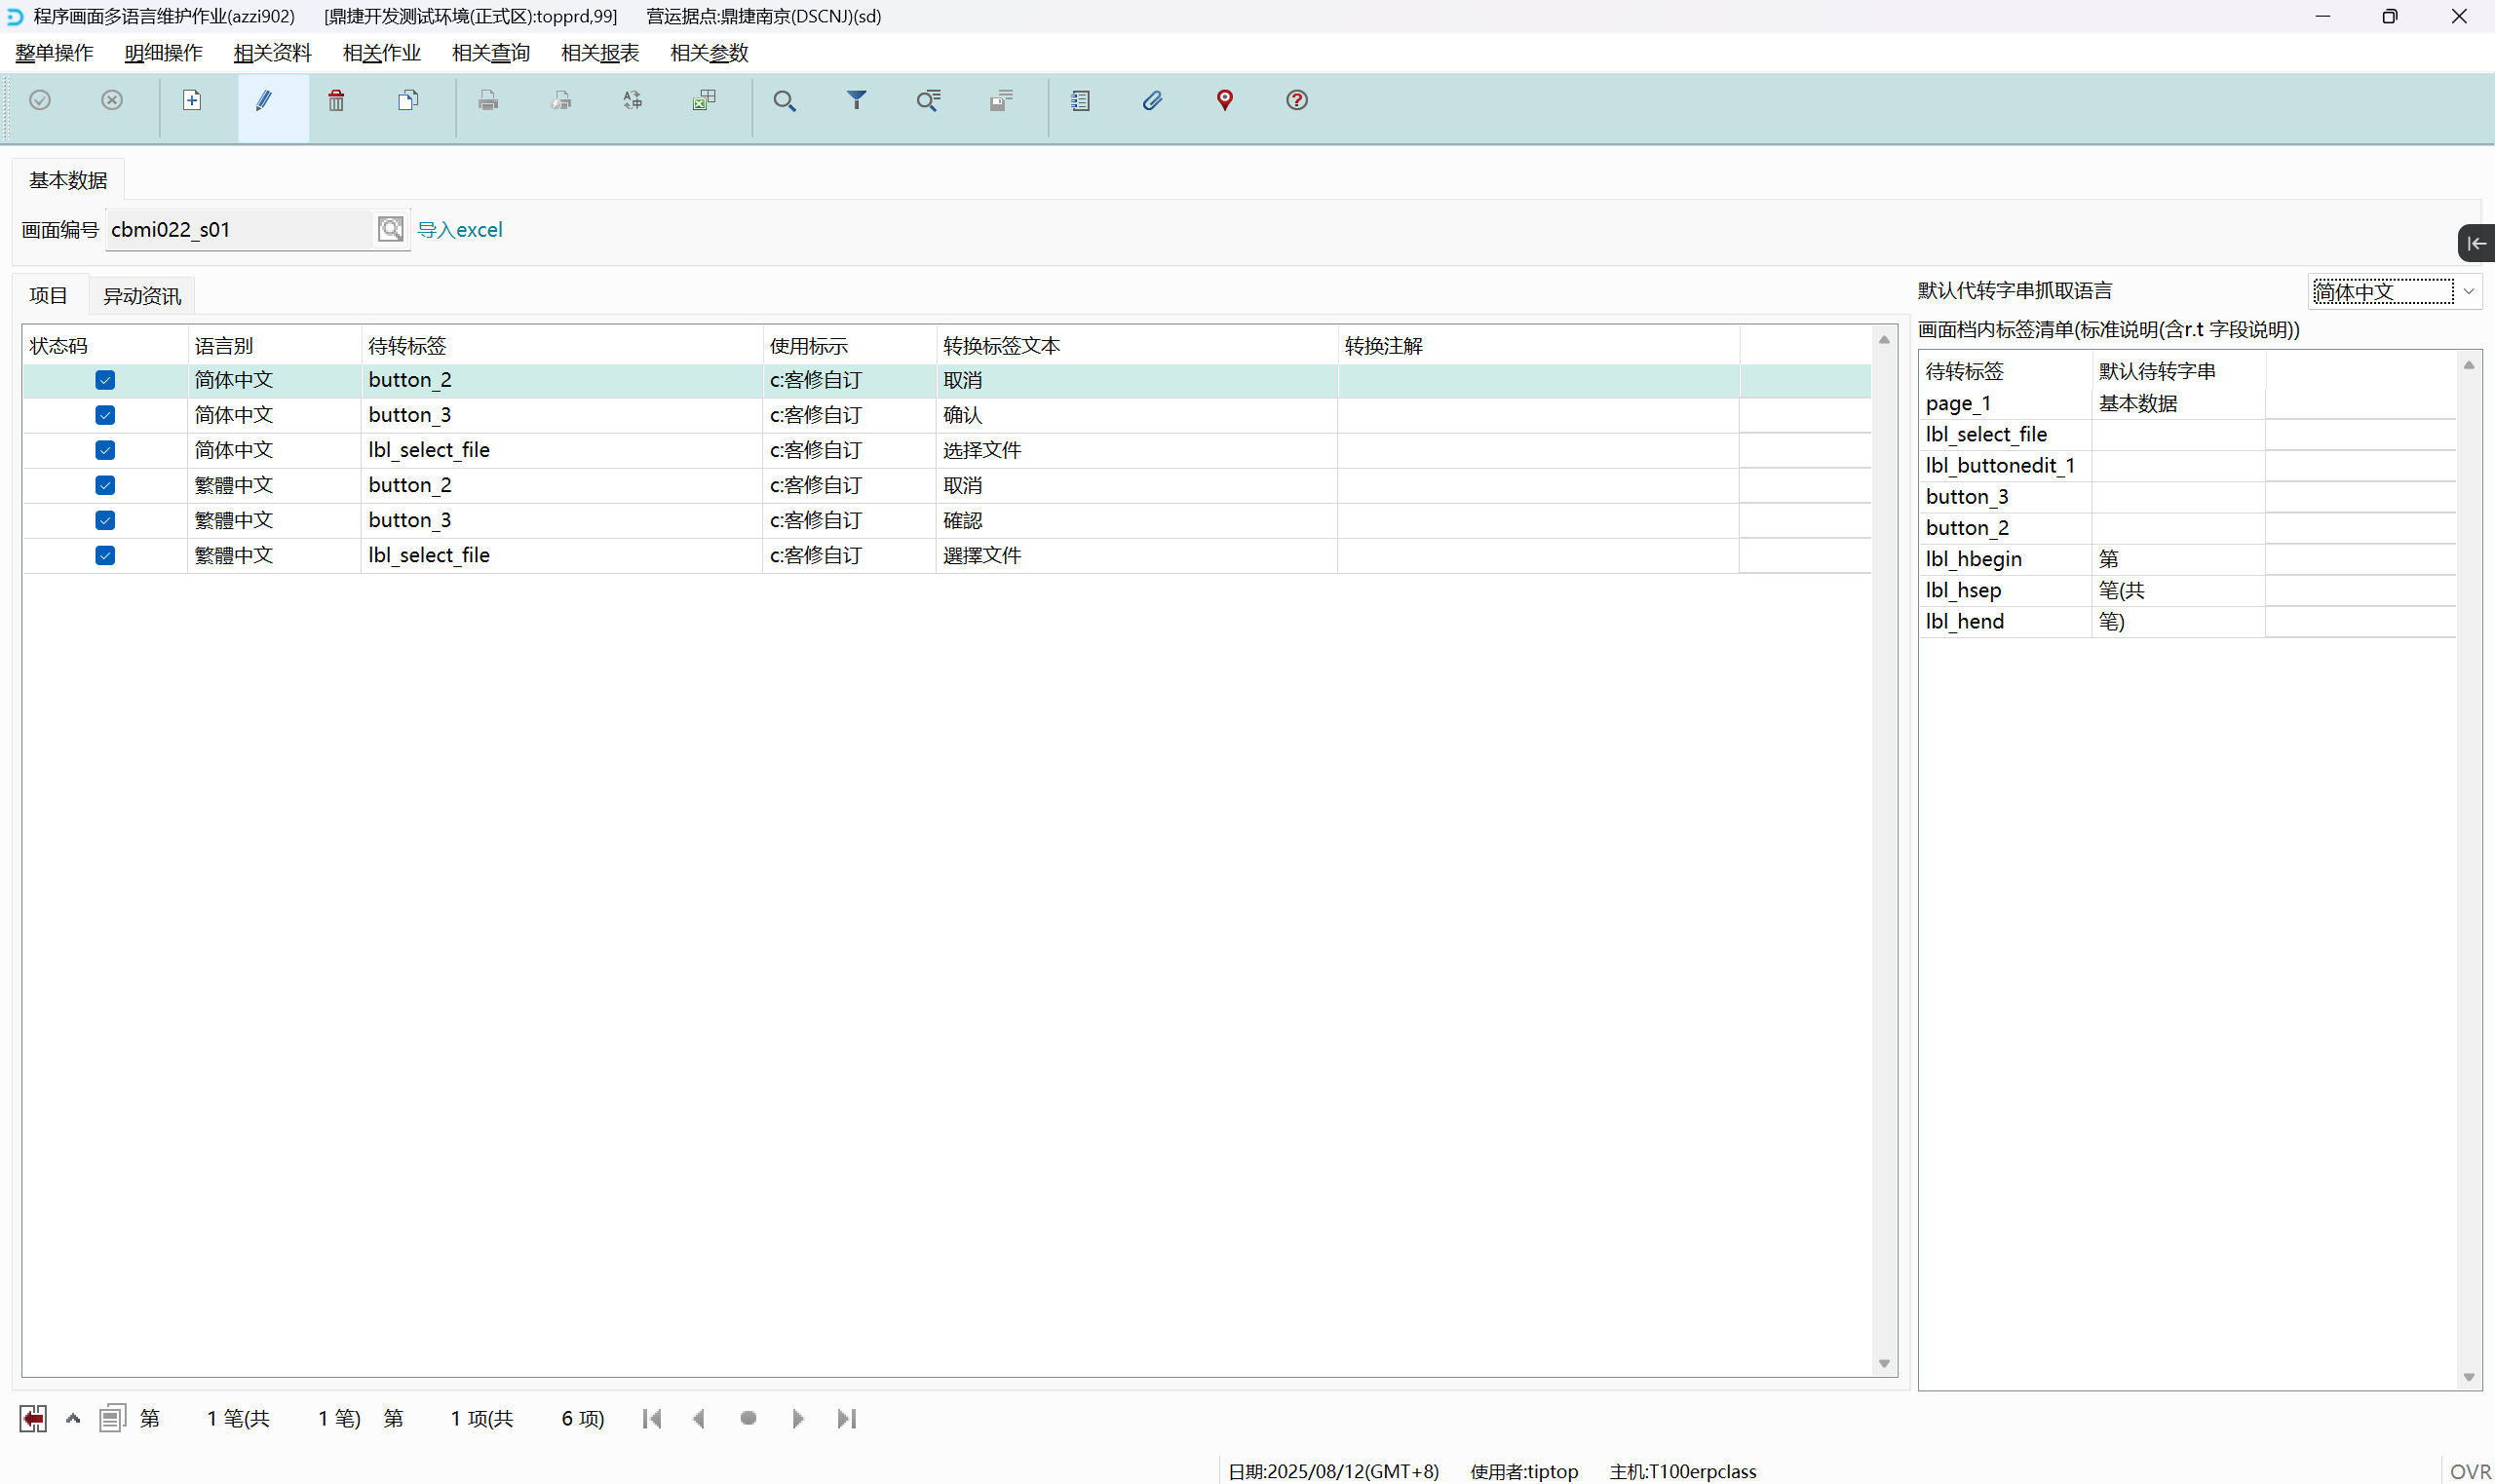 程序画面多语言维护作业(azzi902) [鼎捷开发测试环境(正式区):topprd,99] 营运据点:鼎捷南京(DSCNJ)(sd)
整单操作 明细操作 相关资料 相关作业 相关查询 相关报表 相关参数
基本数据
画面编号 cbmi022_s01 导入excel
项目 异动资讯
状态码 语言别 待转标签 使用标示 转换标签文本 转换注解
简体中文 button_2 c:客修自订 取消
简体中文 button_3 c:客修自订 确认
简体中文 lbl_select_file c:客修自订 选择文件
繁體中文 button_2 c:客修自订 取消
繁體中文 button_3 c:客修自订 確認
繁體中文 lbl_select_file c:客修自订 選擇文件
默认代转字串抓取语言 简体中文
画面档内标签清单(标准说明(含r.t 字段说明))
待转标签 默认待转字串
page_1 基本数据
lbl_select_file
lbl_buttonedit_1
button_3
button_2
lbl_hbegin 第
lbl_hsep 笔(共
lbl_hend 笔)
第 1 笔(共 1 笔) 第 1 项(共 6 项)
日期:2025/08/12(GMT+8) 使用者:tiptop 主机:T100erpclass OVR